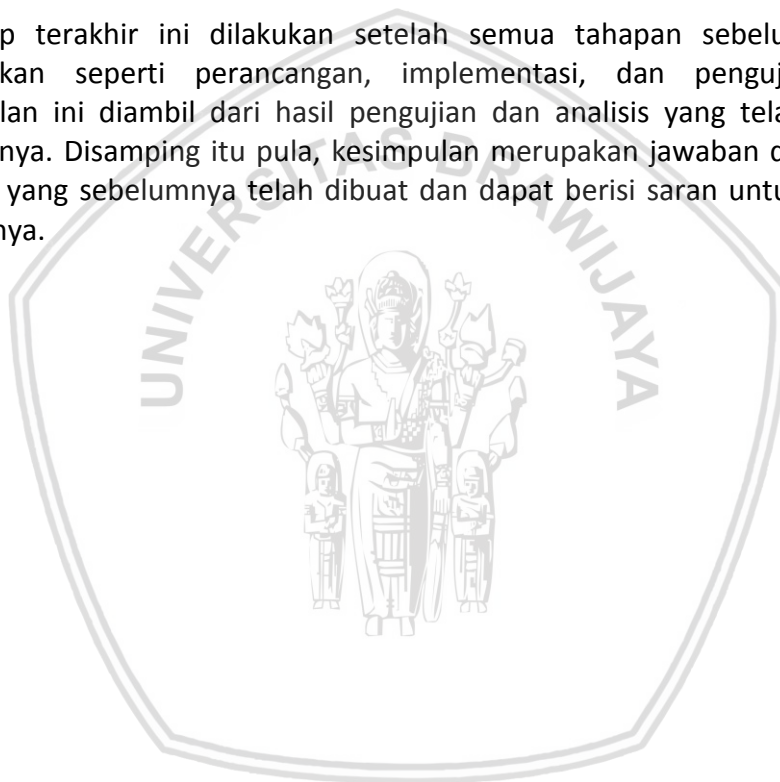 p terakhir ini dilakukan setelah semua tahapan sebelu
kan seperti perancangan, implementasi, dan penguj
lan ini diambil dari hasil pengujian dan analisis yang tela
nya. Disamping itu pula, kesimpulan merupakan jawaban d
yang sebelumnya telah dibuat dan dapat berisi saran untu
nya.
UNIVERSITAS BRAWIJAYA